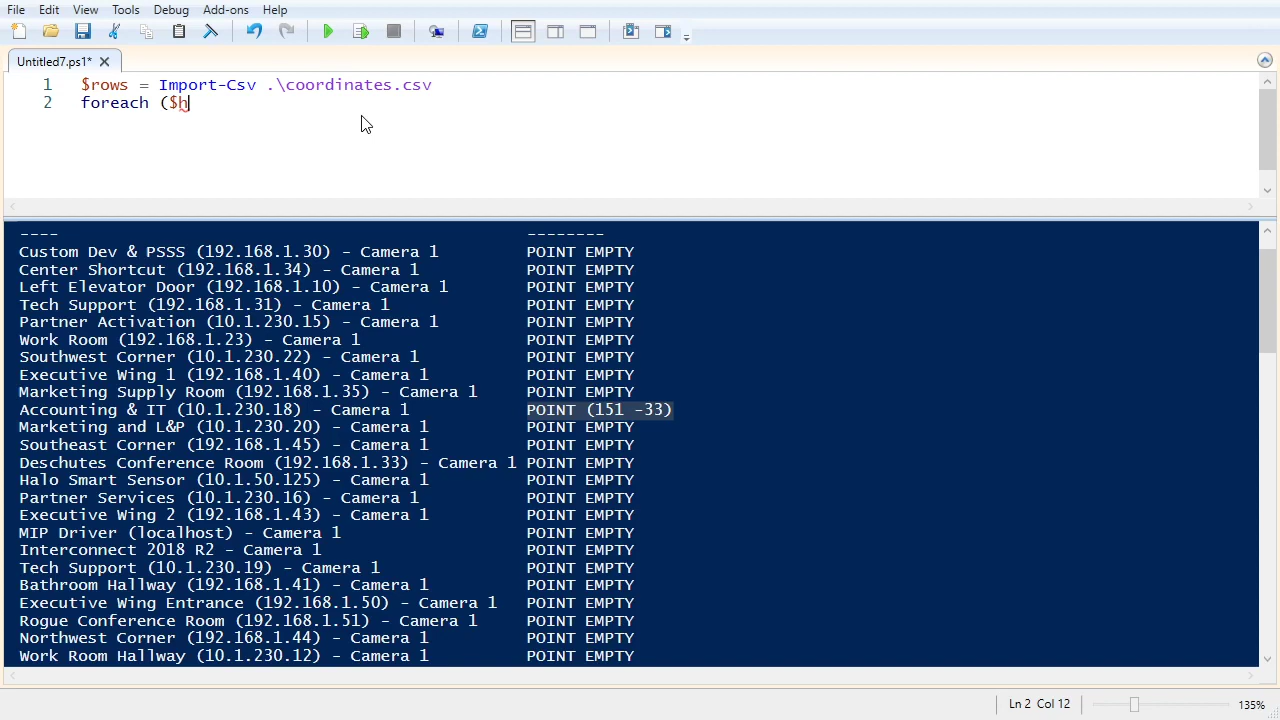 File Edit View Tools Debug Add-ons Help
Untitled7.ps1*
1 $rows = Import-Csv .\coordinates.csv
2 foreach ($h
---- --------
Custom Dev & PSSS (192.168.1.30) - Camera 1 POINT EMPTY
Center Shortcut (192.168.1.34) - Camera 1 POINT EMPTY
Left Elevator Door (192.168.1.10) - Camera 1 POINT EMPTY
Tech Support (192.168.1.31) - Camera 1 POINT EMPTY
Partner Activation (10.1.230.15) - Camera 1 POINT EMPTY
Work Room (192.168.1.23) - Camera 1 POINT EMPTY
Southwest Corner (10.1.230.22) - Camera 1 POINT EMPTY
Executive Wing 1 (192.168.1.40) - Camera 1 POINT EMPTY
Marketing Supply Room (192.168.1.35) - Camera 1 POINT EMPTY
Accounting & IT (10.1.230.18) - Camera 1 POINT (151 -33)
Marketing and L&P (10.1.230.20) - Camera 1 POINT EMPTY
Southeast Corner (192.168.1.45) - Camera 1 POINT EMPTY
Deschutes Conference Room (192.168.1.33) - Camera 1 POINT EMPTY
Halo Smart Sensor (10.1.50.125) - Camera 1 POINT EMPTY
Partner Services (10.1.230.16) - Camera 1 POINT EMPTY
Executive Wing 2 (192.168.1.43) - Camera 1 POINT EMPTY
MIP Driver (localhost) - Camera 1 POINT EMPTY
Interconnect 2018 R2 - Camera 1 POINT EMPTY
Tech Support (10.1.230.19) - Camera 1 POINT EMPTY
Bathroom Hallway (192.168.1.41) - Camera 1 POINT EMPTY
Executive Wing Entrance (192.168.1.50) - Camera 1 POINT EMPTY
Rogue Conference Room (192.168.1.51) - Camera 1 POINT EMPTY
Northwest Corner (192.168.1.44) - Camera 1 POINT EMPTY
Work Room Hallway (10.1.230.12) - Camera 1 POINT EMPTY
Ln 2 Col 12 135%